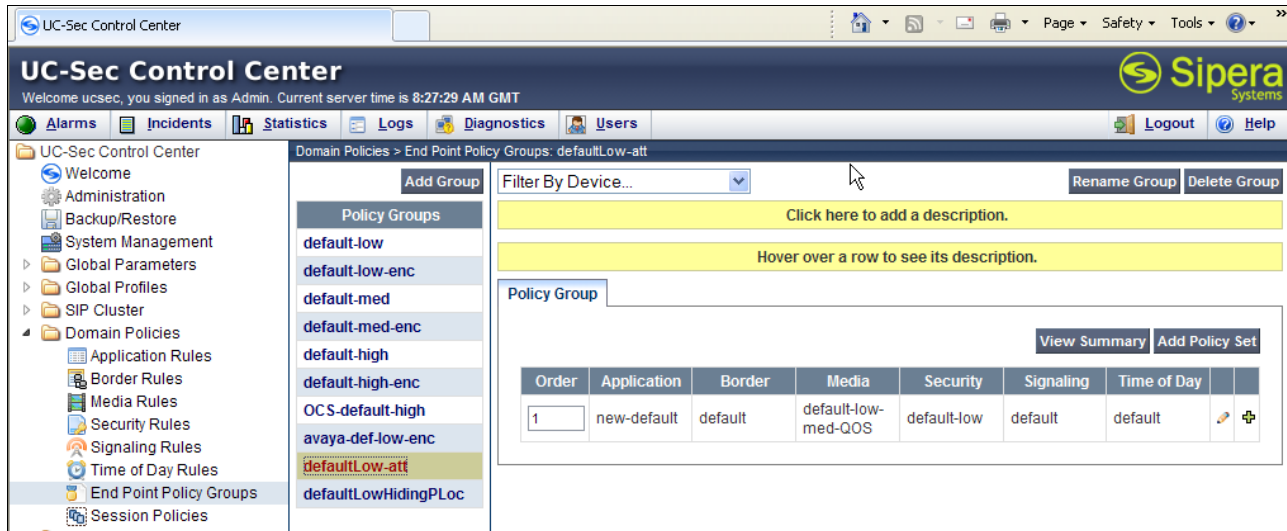 UC-Sec Control Center
Page Safety Tools
UC-Sec Control Center
Welcome ucsec, you signed in as Admin. Current server time is 8:27:29 AM GMT
Sipera
Systems
Alarms Incidents Statistics Logs Diagnostics Users Logout Help
UC-Sec Control Center
Welcome
Administration
Backup/Restore
System Management
Global Parameters
Global Profiles
SIP Cluster
Domain Policies
Application Rules
Border Rules
Media Rules
Security Rules
Signaling Rules
Time of Day Rules
End Point Policy Groups
Session Policies
Domain Policies > End Point Policy Groups: defaultLow-att
Add Group
Policy Groups
default-low
default-low-enc
default-med
default-med-enc
default-high
default-high-enc
OCS-default-high
avaya-def-low-enc
defaultLow-att
defaultLowHidingPLoc
Filter By Device...
Rename Group Delete Group
Click here to add a description.
Hover over a row to see its description.
Policy Group
View Summary Add Policy Set
Order Application Border Media Security Signaling Time of Day
1 new-default default default-low-med-QOS default-low default default